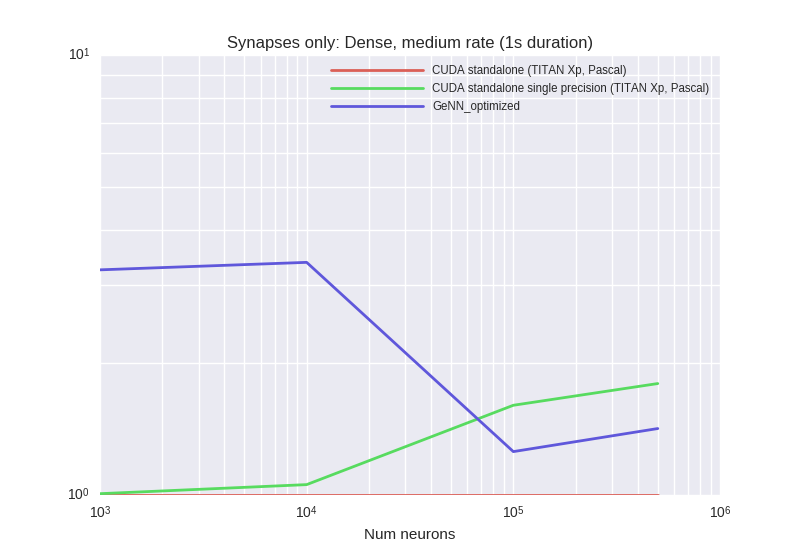 Synapses only: Dense, medium rate (1s duration)
10¹
CUDA standalone (TITAN Xp, Pascal)
CUDA standalone single precision (TITAN Xp, Pascal)
GeNN_optimized
10⁰
10³ 10⁴ 10⁵ 10⁶
Num neurons